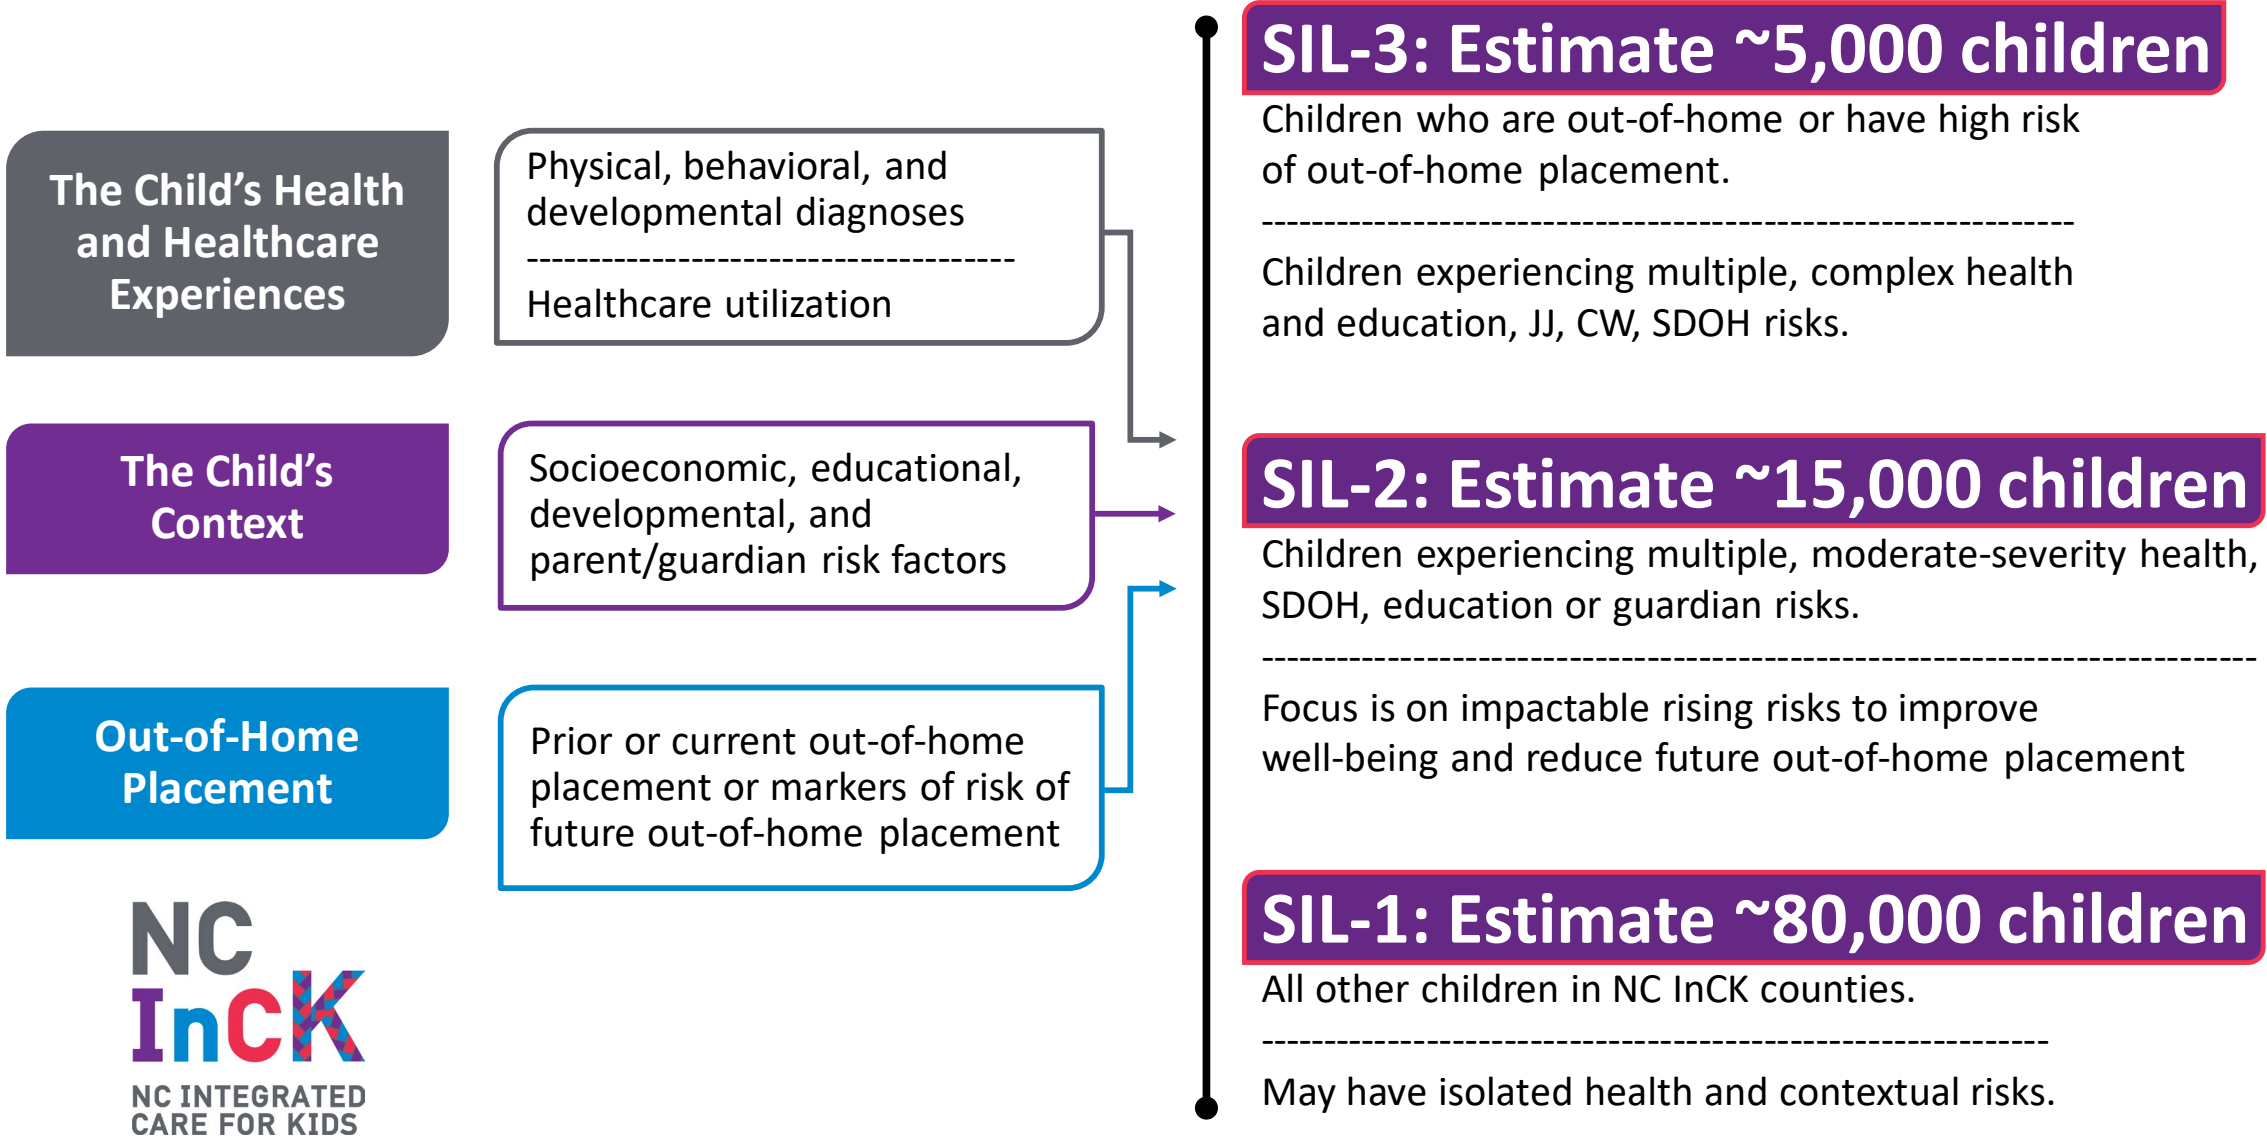 The Child’s Health
and Healthcare
Experiences
Physical, behavioral, and
developmental diagnoses
---------------------------------------
Healthcare utilization
The Child’s
Context
Socioeconomic, educational,
developmental, and
parent/guardian risk factors
Out-of-Home
Placement
Prior or current out-of-home
placement or markers of risk of
future out-of-home placement
NC
InCK
NC INTEGRATED
CARE FOR KIDS
SIL-3: Estimate ~5,000 children
Children who are out-of-home or have high risk
of out-of-home placement.
-----------------------------------------------------------------
Children experiencing multiple, complex health
and education, JJ, CW, SDOH risks.
SIL-2: Estimate ~15,000 children
Children experiencing multiple, moderate-severity health,
SDOH, education or guardian risks.
--------------------------------------------------------------------------------
Focus is on impactable rising risks to improve
well-being and reduce future out-of-home placement
SIL-1: Estimate ~80,000 children
All other children in NC InCK counties.
---------------------------------------------------------------
May have isolated health and contextual risks.